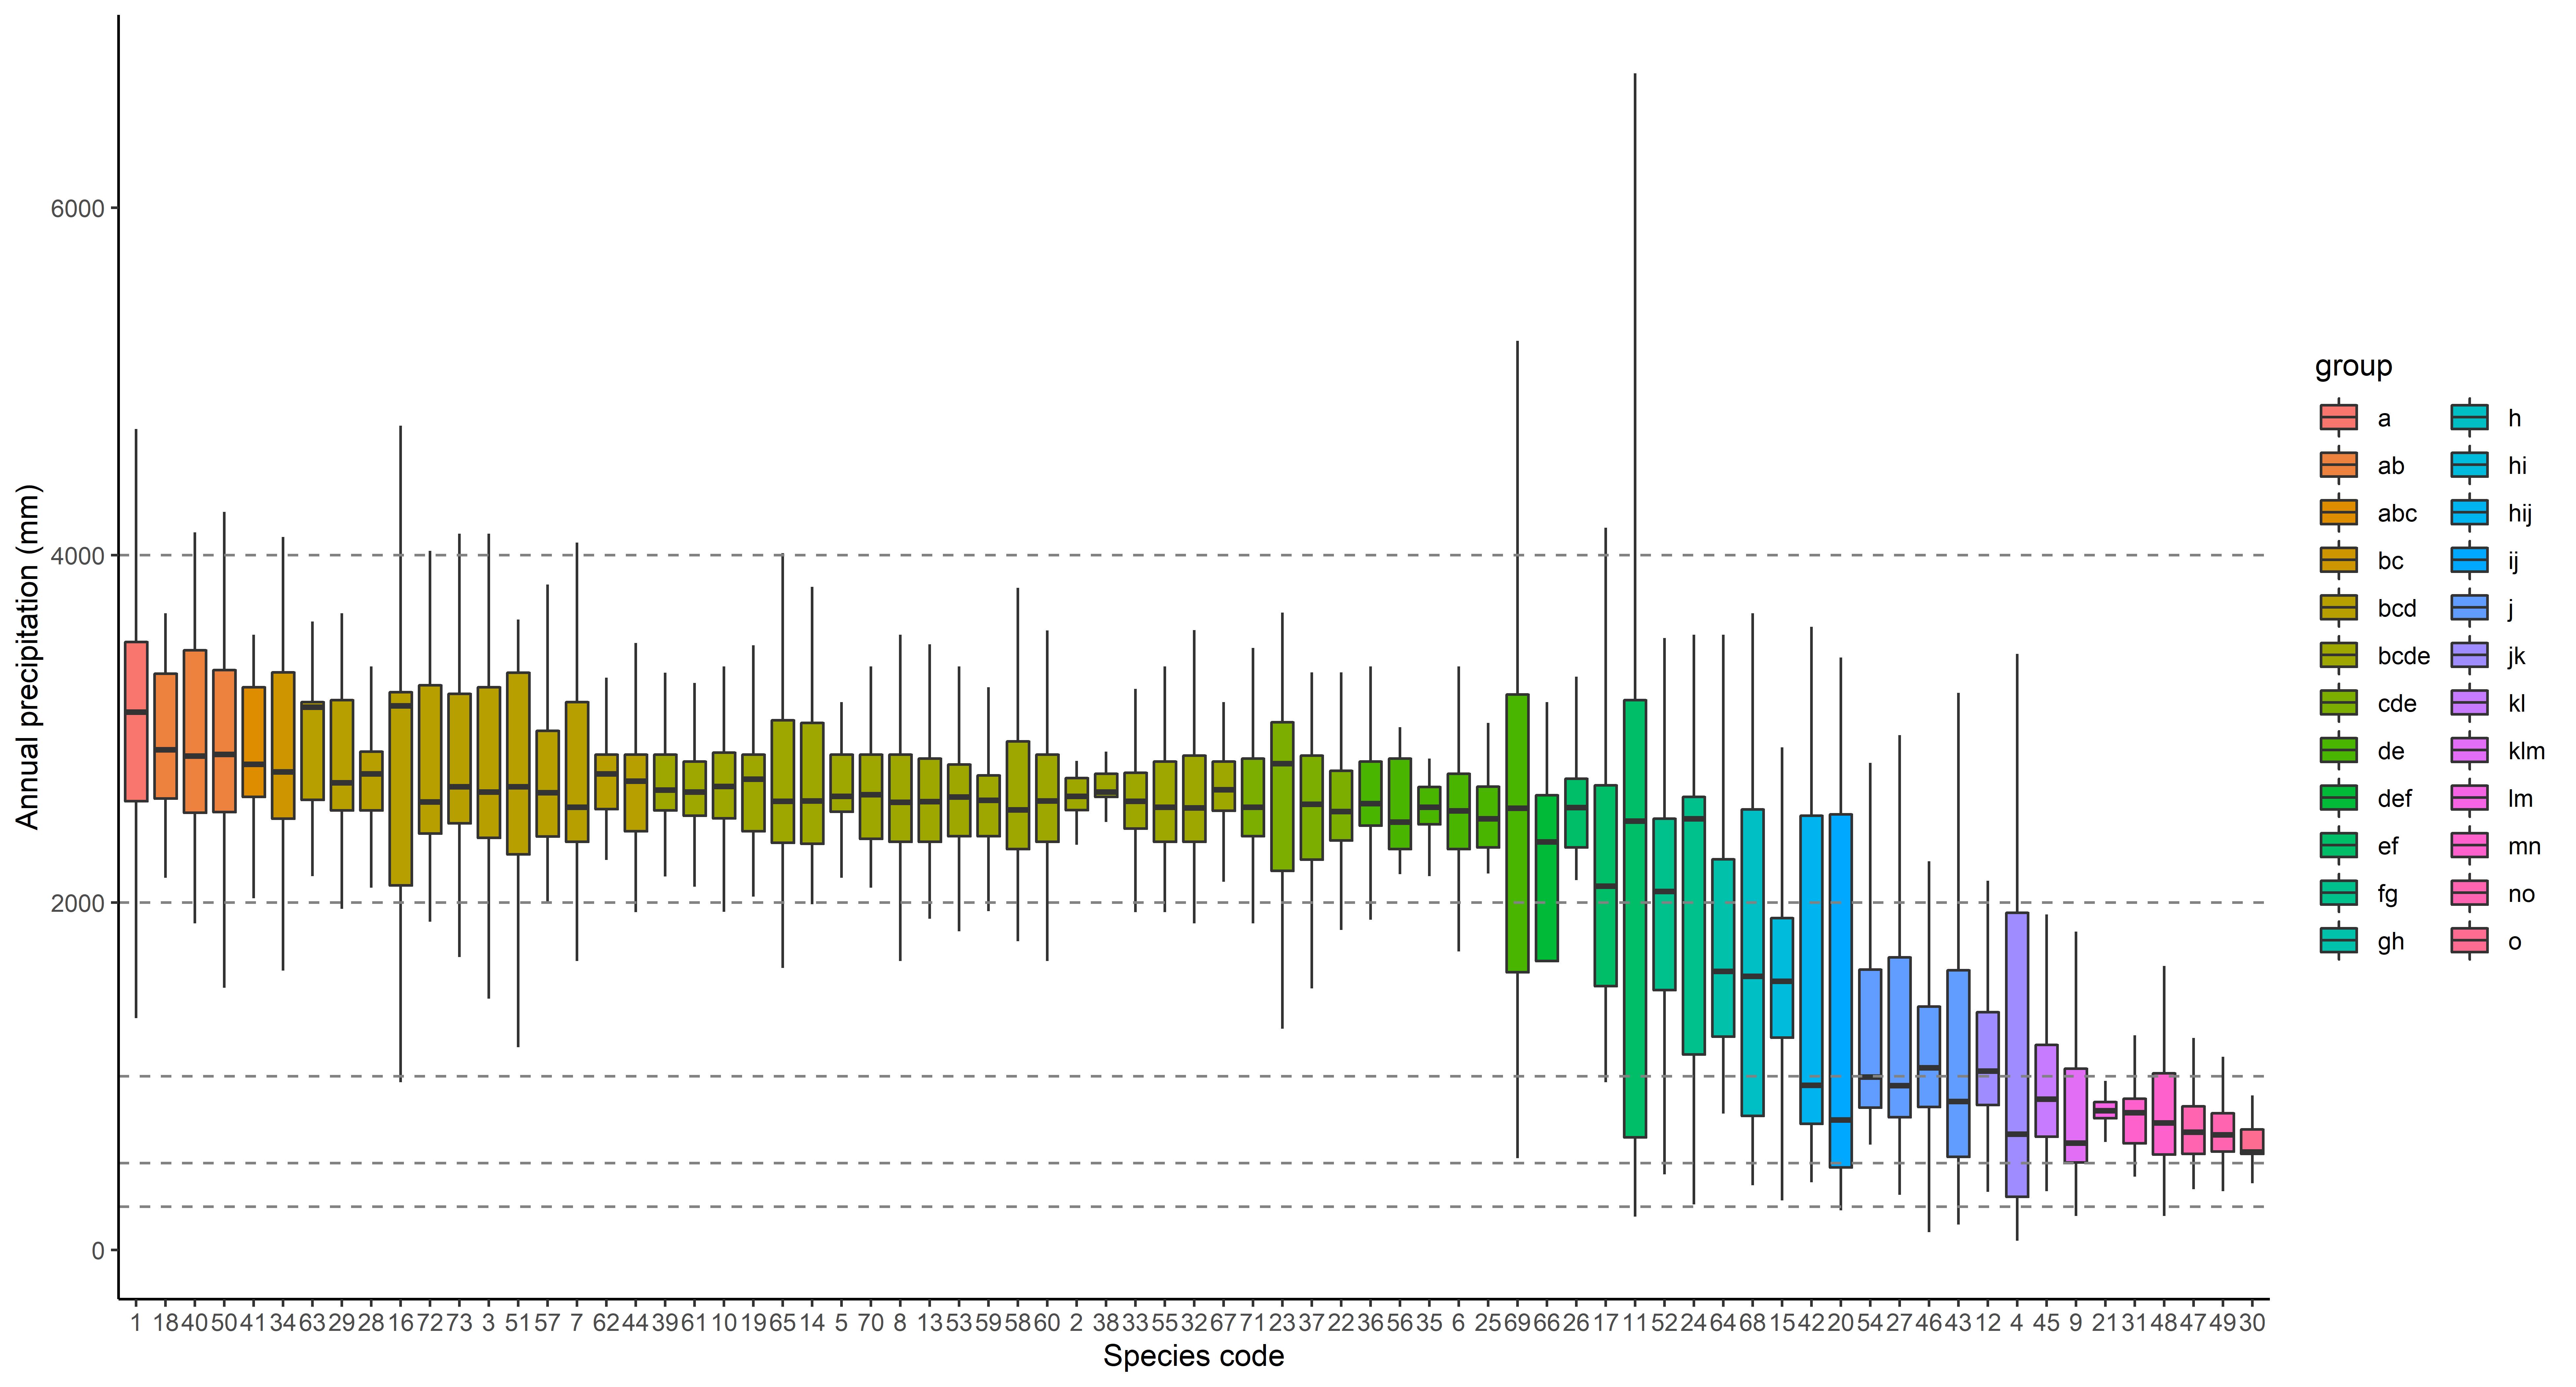 Annual precipitation (mm)
6000
4000
2000
0
1 18 40 50 41 34 63 29 28 16 72 73 3 51 57 7 62 44 39 61 10 19 65 14 5 70 8 13 53 59 58 60 2 38 33 55 32 67 71 23 37 22 36 56 35 6 25 69 66 26 17 11 52 24 64 68 15 42 20 54 27 46 43 12 4 45 9 21 31 48 47 49 30
Species code
group
a
ab
abc
bc
bcd
bcde
cde
de
def
ef
fg
gh
h
hi
hij
ij
j
jk
kl
klm
lm
mn
no
o